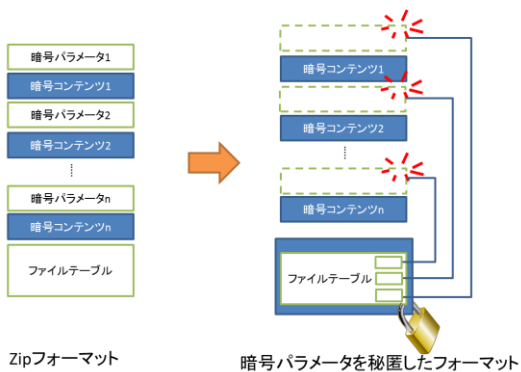 暗号パラメータ1
暗号コンテンツ1
暗号パラメータ2
暗号コンテンツ2
暗号パラメータn
暗号コンテンツn
ファイルテーブル
Zipフォーマット
暗号コンテンツ1
暗号コンテンツ2
暗号コンテンツn
ファイルテーブル
暗号パラメータを秘匿したフォーマット